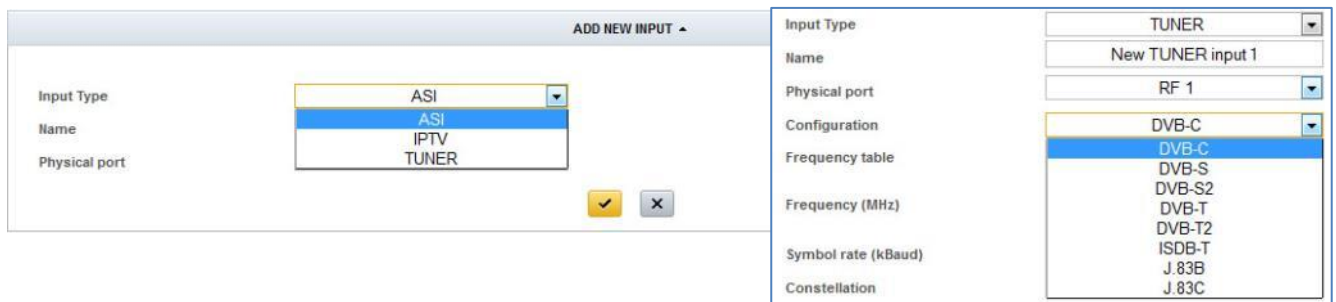 ADD NEW INPUT
Input Type ASI
ASI
Name
IPTV
Physical port TUNER
Input Type TUNER
Name New TUNER input 1
Physical port RF 1
Configuration DVB-C
DVB-C
Frequency table
DVB-S
DVB-S2
Frequency (MHz) DVB-T
DVB-T2
Symbol rate (kBaud) ISDB-T
J.83B
Constellation J.83C